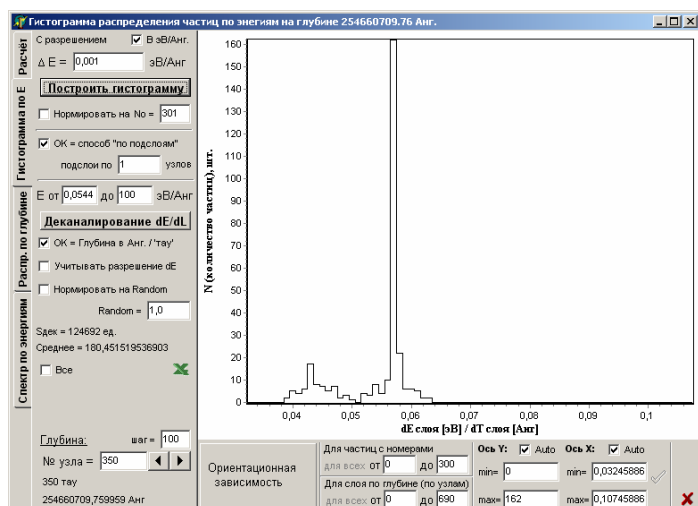 Гистограмма распределения частиц по энегиям на глубине 254660709.76 Анг.
Расчёт
Гистограмма по E
Распр. по глубине
Спектр по энергиям
С разрешением
В эВ/Анг.
Δ E =
0,001
эВ/Анг
Построить гистограмму
Нормировать на No =
301
OK = способ "по подслоям"
подслои по
1
узлов
E от
0,0544
до
100
эВ/Анг
Деканалирование dE/dL
OK = Глубина в Анг. /'тау'
Учитывать разрешение dE
Нормировать на Random
Random =
1,0
Sдек = 124692 ед.
Среднее = 180,451519536903
Все
Глубина:
шаг =
100
№ узла =
350
350 тау
254660709,759959 Анг
N (количество частиц), шт.
160
150
140
130
120
110
100
90
80
70
60
50
40
30
20
10
0
0,04
0,05
0,06
0,07
0,08
0,09
0,1
dE слоя [эВ] / dT слоя [Анг]
Ориентационная
зависимость
Для частиц с номерами
для всех
от
0
до
300
Для слоя по глубине (по узлам)
для всех
от
0
до
690
Ось Y:
Auto
min=
0
max=
162
Ось X:
Auto
min=
0,03245886
max=
0,10745886